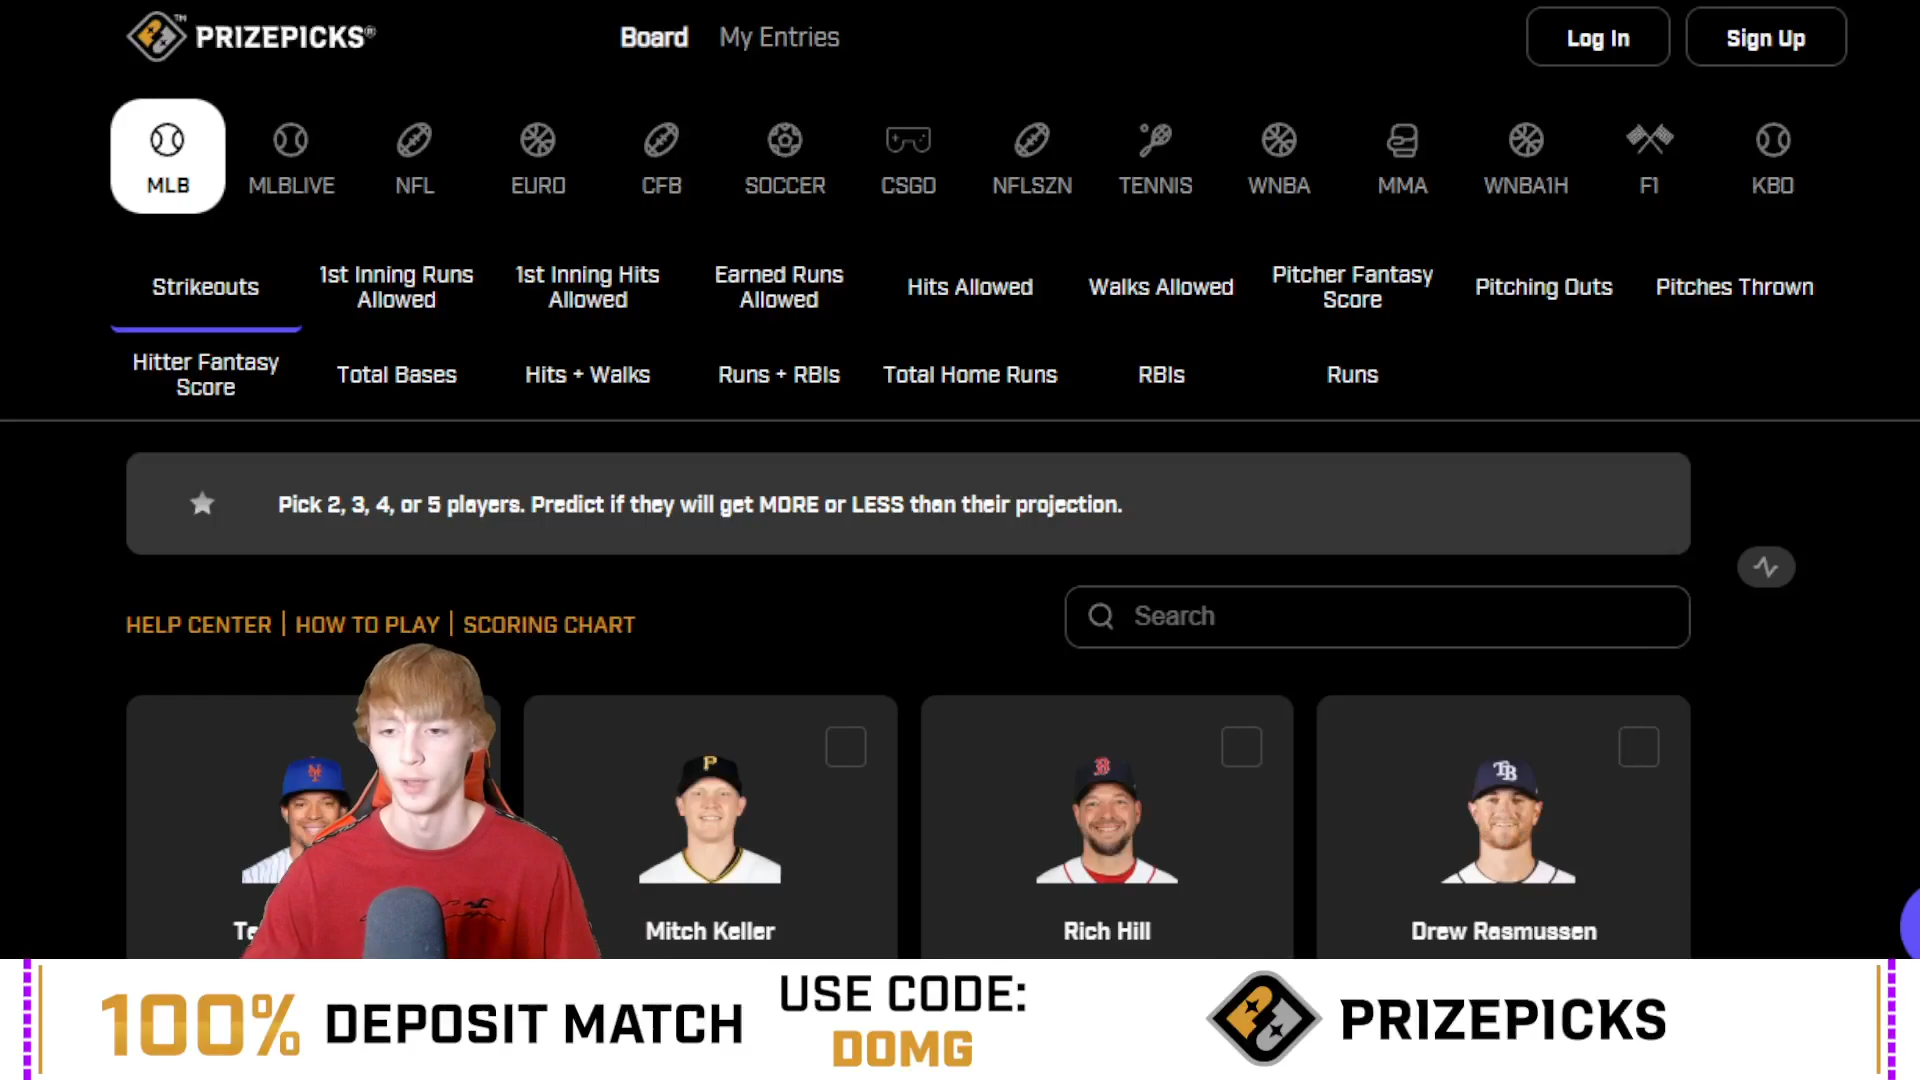 PRIZEPICKS®
Board My Entries
Log In Sign Up
MLB MLBLIVE NFL EURO CFB SOCCER CSGO NFLSZN TENNIS WNBA MMA WNBA1H F1 KBO
Strikeouts 1st Inning Runs Allowed 1st Inning Hits Allowed Earned Runs Allowed Hits Allowed Walks Allowed Pitcher Fantasy Score Pitching Outs Pitches Thrown
Hitter Fantasy Score Total Bases Hits + Walks Runs + RBIs Total Home Runs RBIs Runs
Pick 2, 3, 4, or 5 players. Predict if they will get MORE or LESS than their projection.
HELP CENTER | HOW TO PLAY | SCORING CHART
Search
Mitch Keller Rich Hill Drew Rasmussen
100% DEPOSIT MATCH
USE CODE:
DOMG
PRIZEPICKS